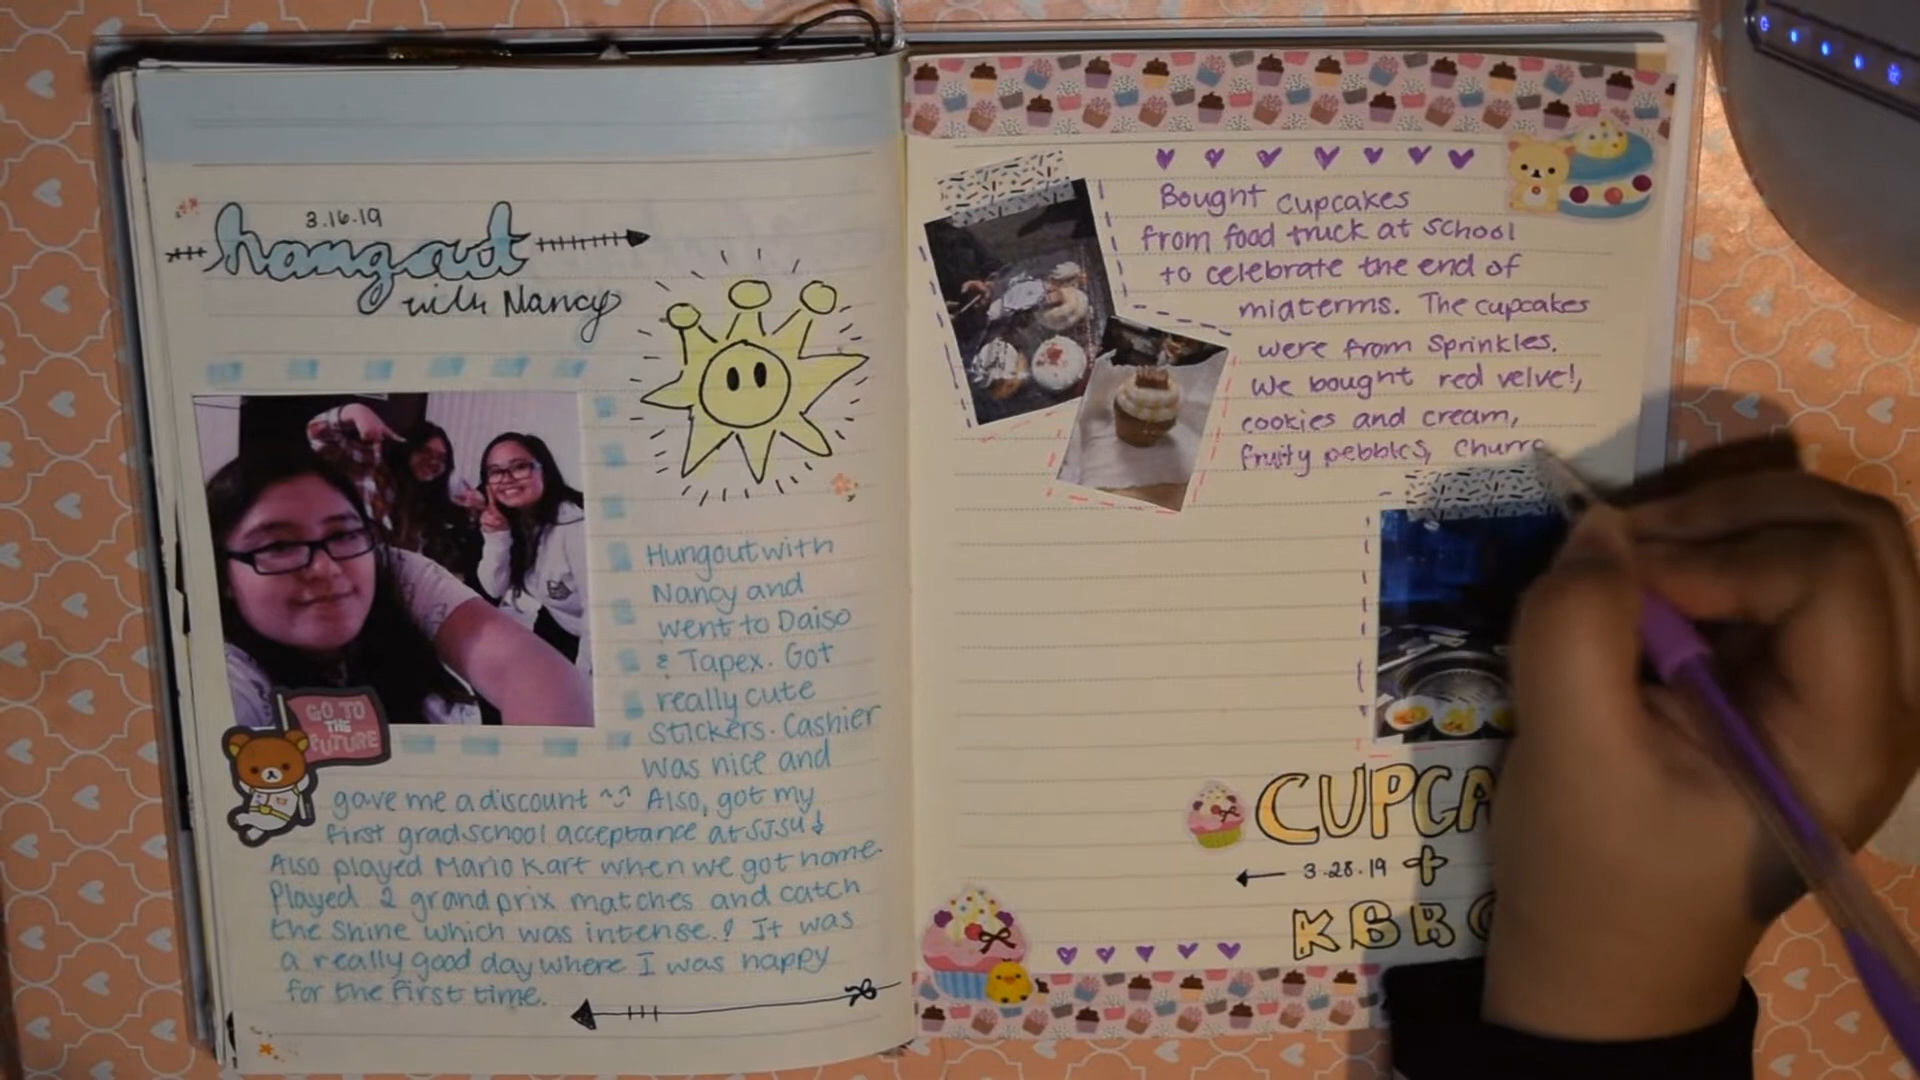 3.16.19
hangout
with Nancy
GO TO
THE
FUTURE
Hungout with
Nancy and
went to Daiso
& Tapex. Got
really cute
stickers. Cashier
was nice and
gave me a discount ^‿^ Also, got my
first grad school acceptance at SJSU!
Also played Mario Kart when we got home.
Played 2 grand prix matches and catch
the shine which was intense.! It was
a really good day where I was happy
for the first time.
Bought cupcakes
from food truck at school
to celebrate the end of
midterms. The cupcakes
were from Sprinkles.
We bought red velvet,
cookies and cream,
fruity pebbles, churro
CUPCA
3.28.19 +
KBB